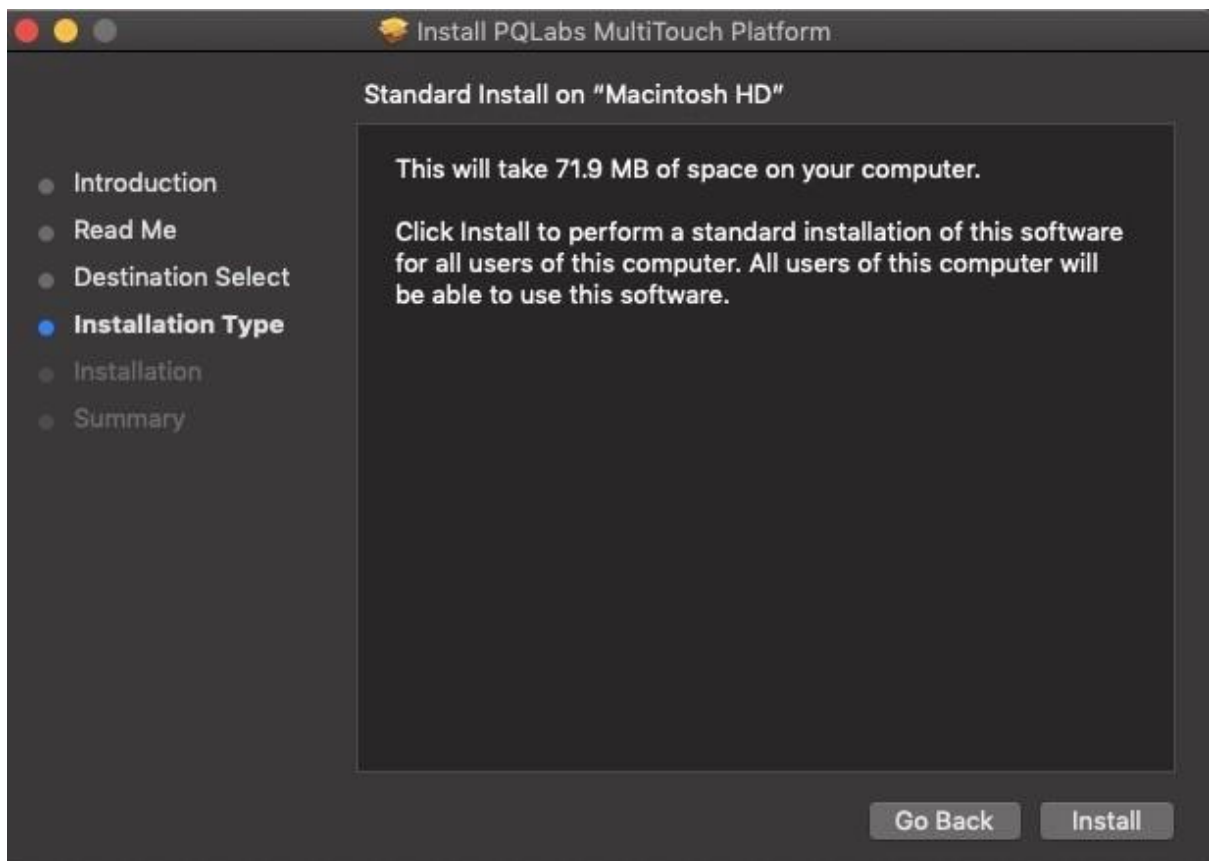 Install PQLabs MultiTouch Platform
Standard Install on “Macintosh HD”
Introduction
Read Me
Destination Select
Installation Type
Installation
Summary
This will take 71.9 MB of space on your computer.
Click Install to perform a standard installation of this software
for all users of this computer. All users of this computer will
be able to use this software.
Go Back
Install